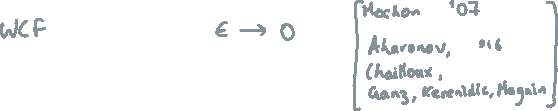 WCF ε → 0 [Mochon '07
Aharonov, '16
Chailloux,
Ganz, Kerenidis, Magnin]